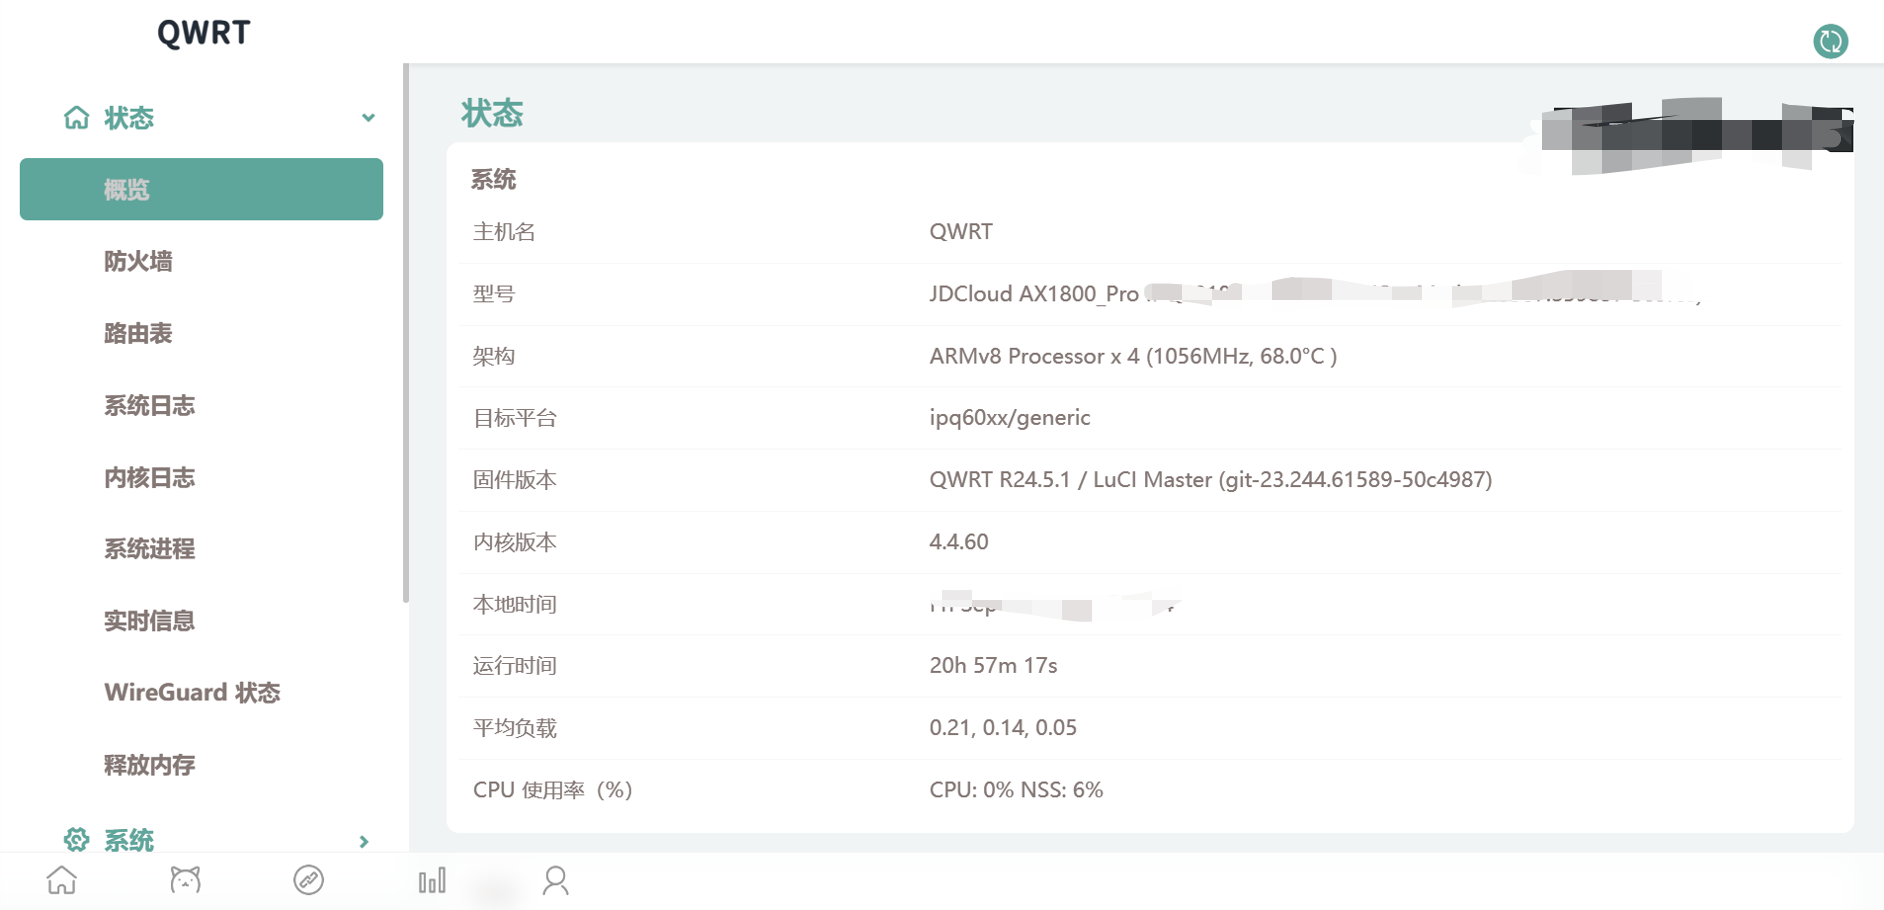 QWRT
状态
概览
防火墙
路由表
系统日志
内核日志
系统进程
实时信息
WireGuard 状态
释放内存
系统
状态
系统
主机名 QWRT
型号 JDCloud AX1800_Pro
架构 ARMv8 Processor x 4 (1056MHz, 68.0°C )
目标平台 ipq60xx/generic
固件版本 QWRT R24.5.1 / LuCI Master (git-23.244.61589-50c4987)
内核版本 4.4.60
本地时间
运行时间 20h 57m 17s
平均负载 0.21, 0.14, 0.05
CPU 使用率（%） CPU: 0% NSS: 6%